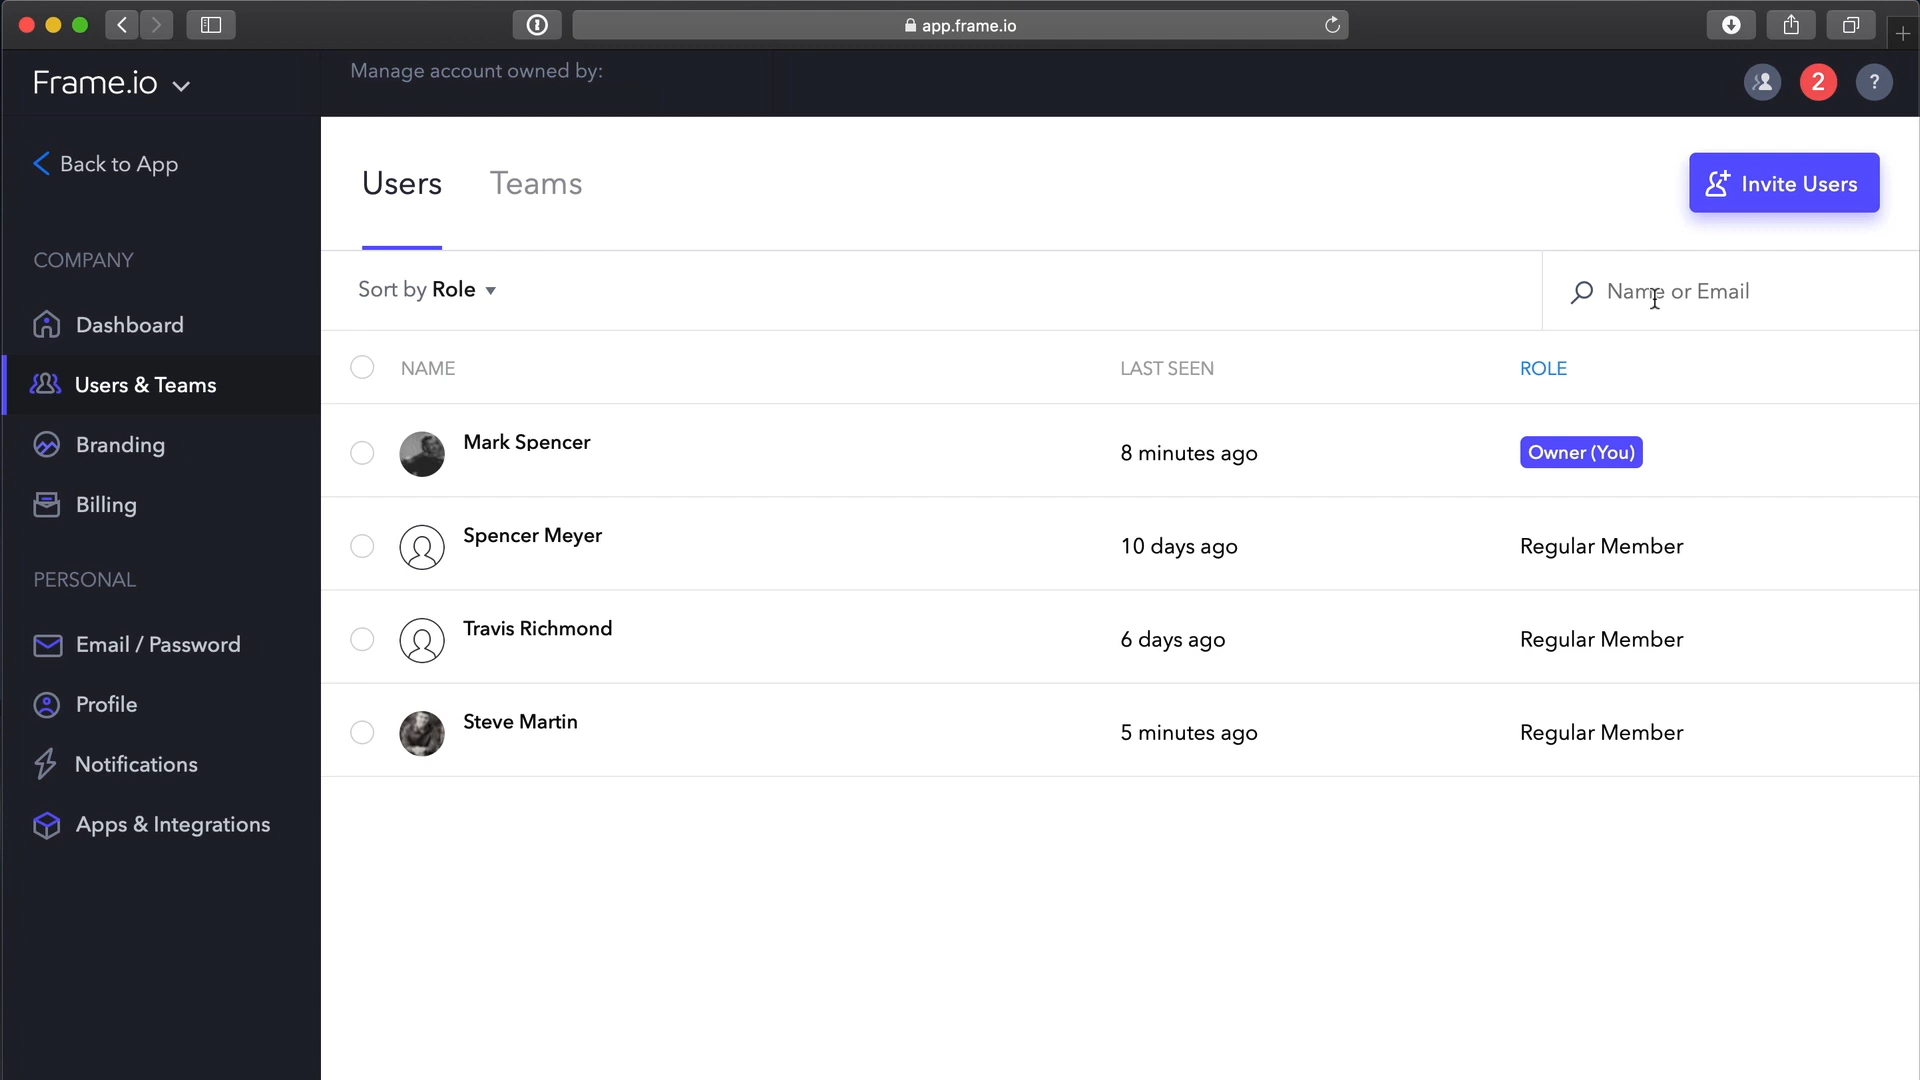 app.frame.io
Frame.io
Manage account owned by:
2
?
Back to App
Users
Teams
Invite Users
COMPANY
Sort by Role
Name or Email
Dashboard
NAME
LAST SEEN
ROLE
Users & Teams
Branding
Mark Spencer
8 minutes ago
Owner (You)
Billing
Spencer Meyer
10 days ago
Regular Member
PERSONAL
Travis Richmond
6 days ago
Regular Member
Email / Password
Profile
Steve Martin
5 minutes ago
Regular Member
Notifications
Apps & Integrations